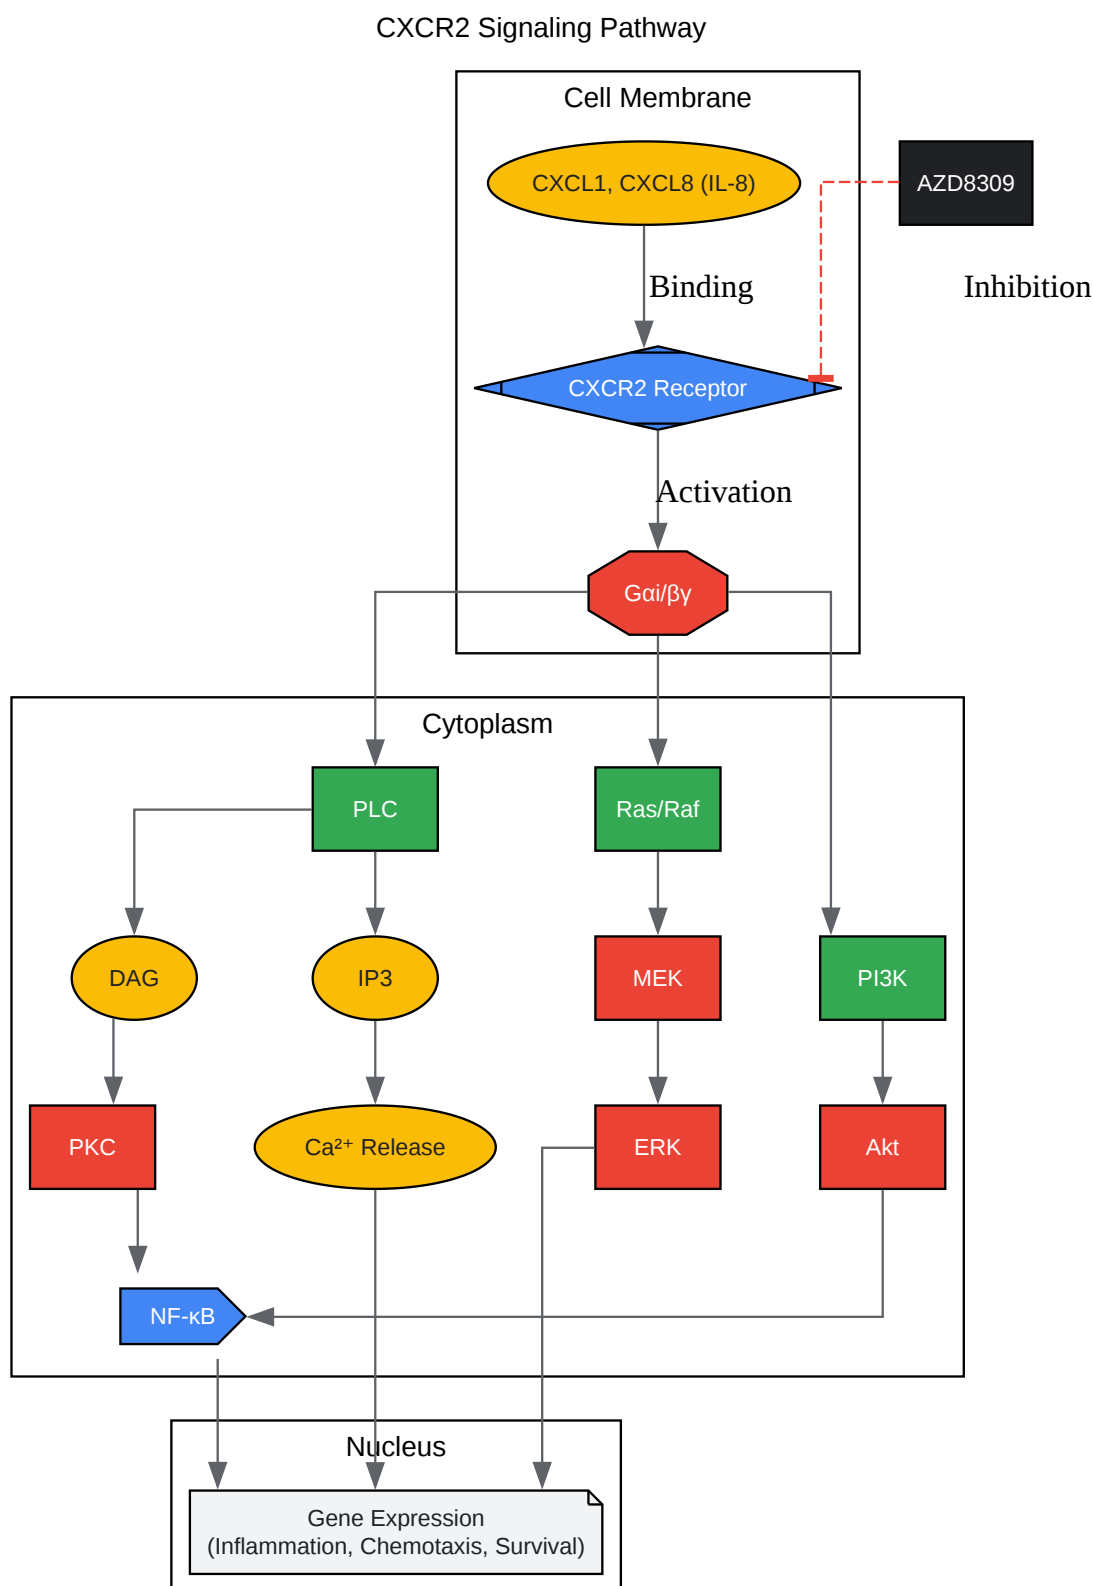 CXCR2 Signaling Pathway
Cell Membrane
CXCL1, CXCL8 (IL-8)
AZD8309
Binding
Inhibition
CXCR2 Receptor
Activation
Gαi/βγ
Cytoplasm
PLC
Ras/Raf
DAG
IP3
MEK
PI3K
PKC
Ca²⁺ Release
ERK
Akt
NF-κB
Nucleus
Gene Expression
(Inflammation, Chemotaxis, Survival)